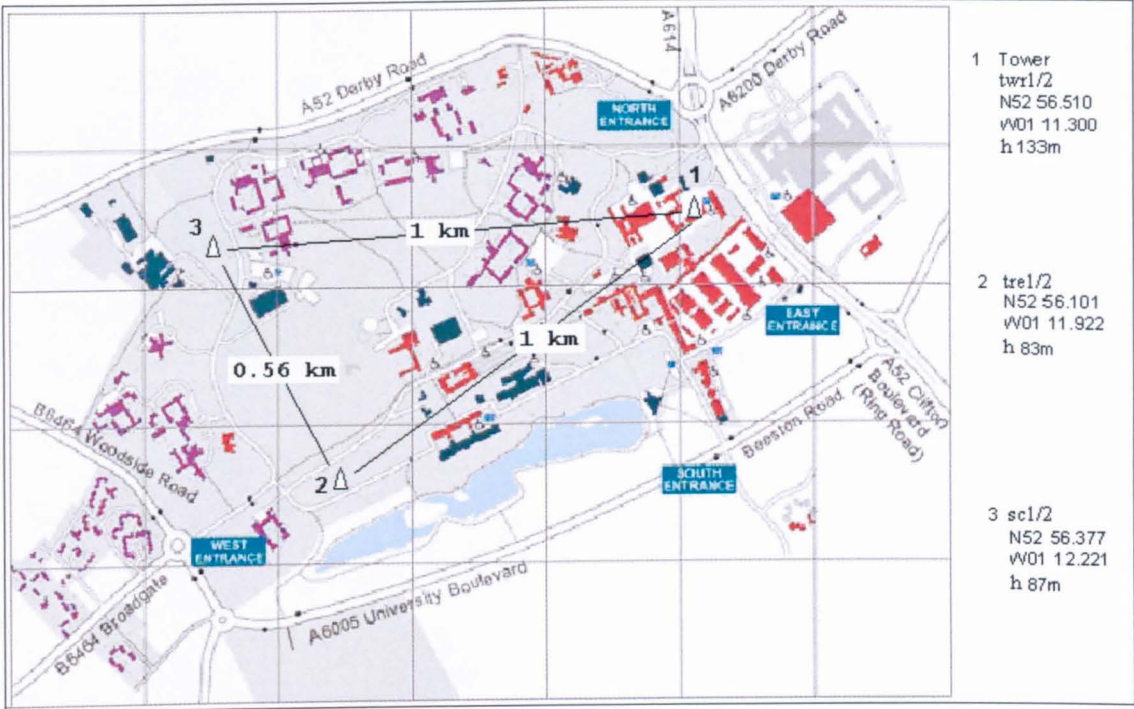 A52 Derby Road
A614
A6200 Derby Road
NORTH
ENTRANCE
1
3
1 km
1 km
EAST
ENTRANCE
0.56 km
A52 Clifton
Boulevard
(Ring Road)
Beeston Road
B6464 Woodside Road
2
SOUTH
ENTRANCE
WEST
ENTRANCE
A6005 University Boulevard
B6464 Broadgate
1 Tower
twr1/2
N52 56.510
W01 11.300
h 133m
2 tre1/2
N52 56.101
W01 11.922
h 83m
3 sc1/2
N52 56.377
W01 12.221
h 87m